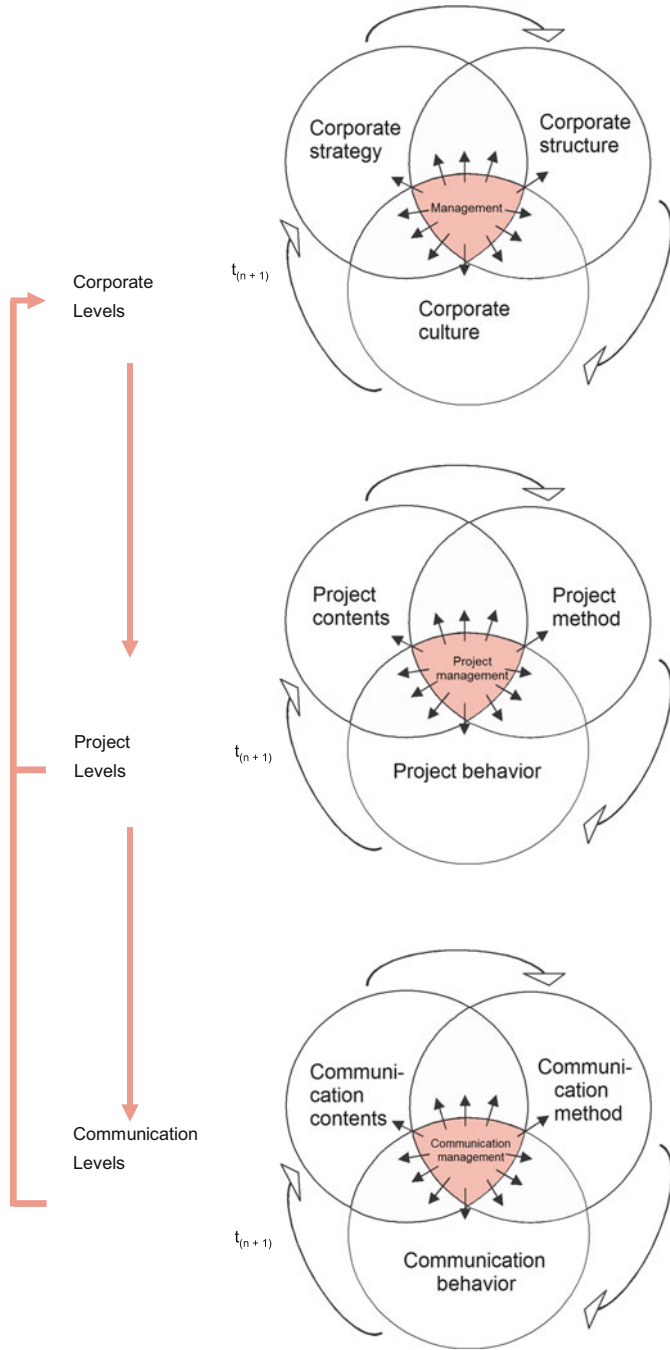 Corporate
strategy
Corporate
structure
Management
Corporate
culture
t(n + 1)
Corporate
Levels
Project
contents
Project
method
Project
management
Project behavior
t(n + 1)
Project
Levels
Communi-
cation
contents
Communi-
cation
method
Communication
management
Communication
behavior
t(n + 1)
Communication
Levels